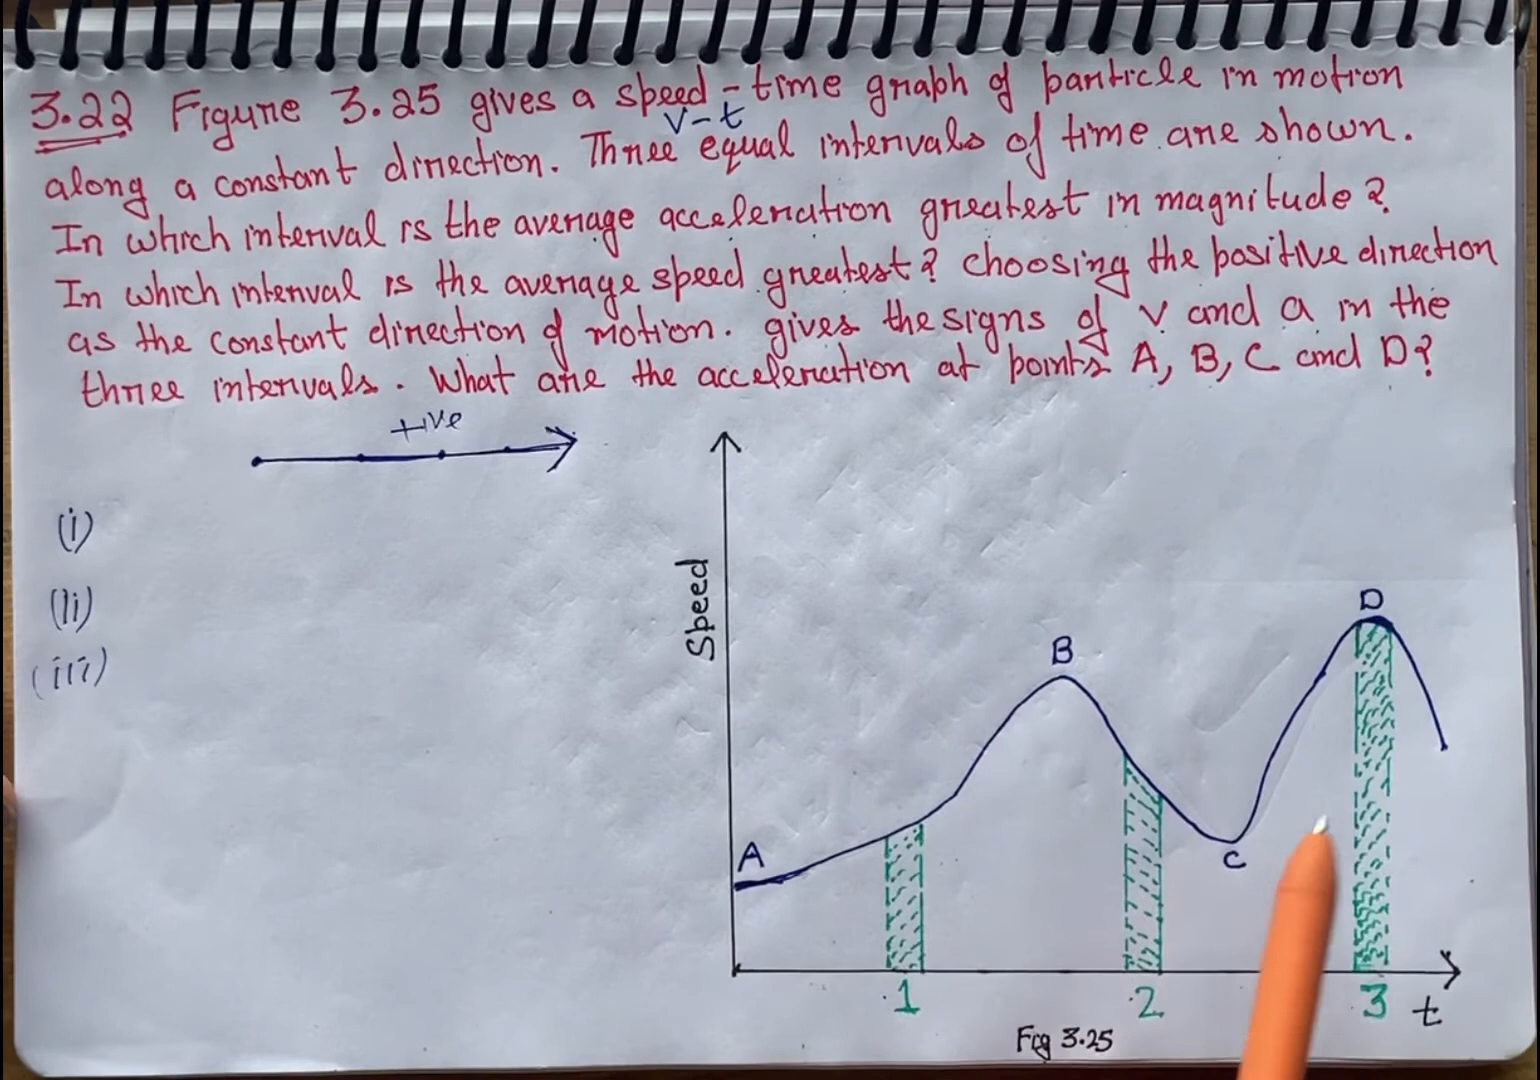 3.22 Figure 3.25 gives a speed-time graph of particle in motion
v-t
along a constant direction. Three equal intervals of time are shown.
In which interval is the average acceleration greatest in magnitude?
In which interval is the average speed greatest? choosing the positive direction
as the constant direction of motion. gives the signs of v and a in the
three intervals. What are the acceleration at points A, B, C and D?
+ive
(i)
(ii)
(iii)
Speed
A
B
C
D
1
2
3
t
Fig 3.25